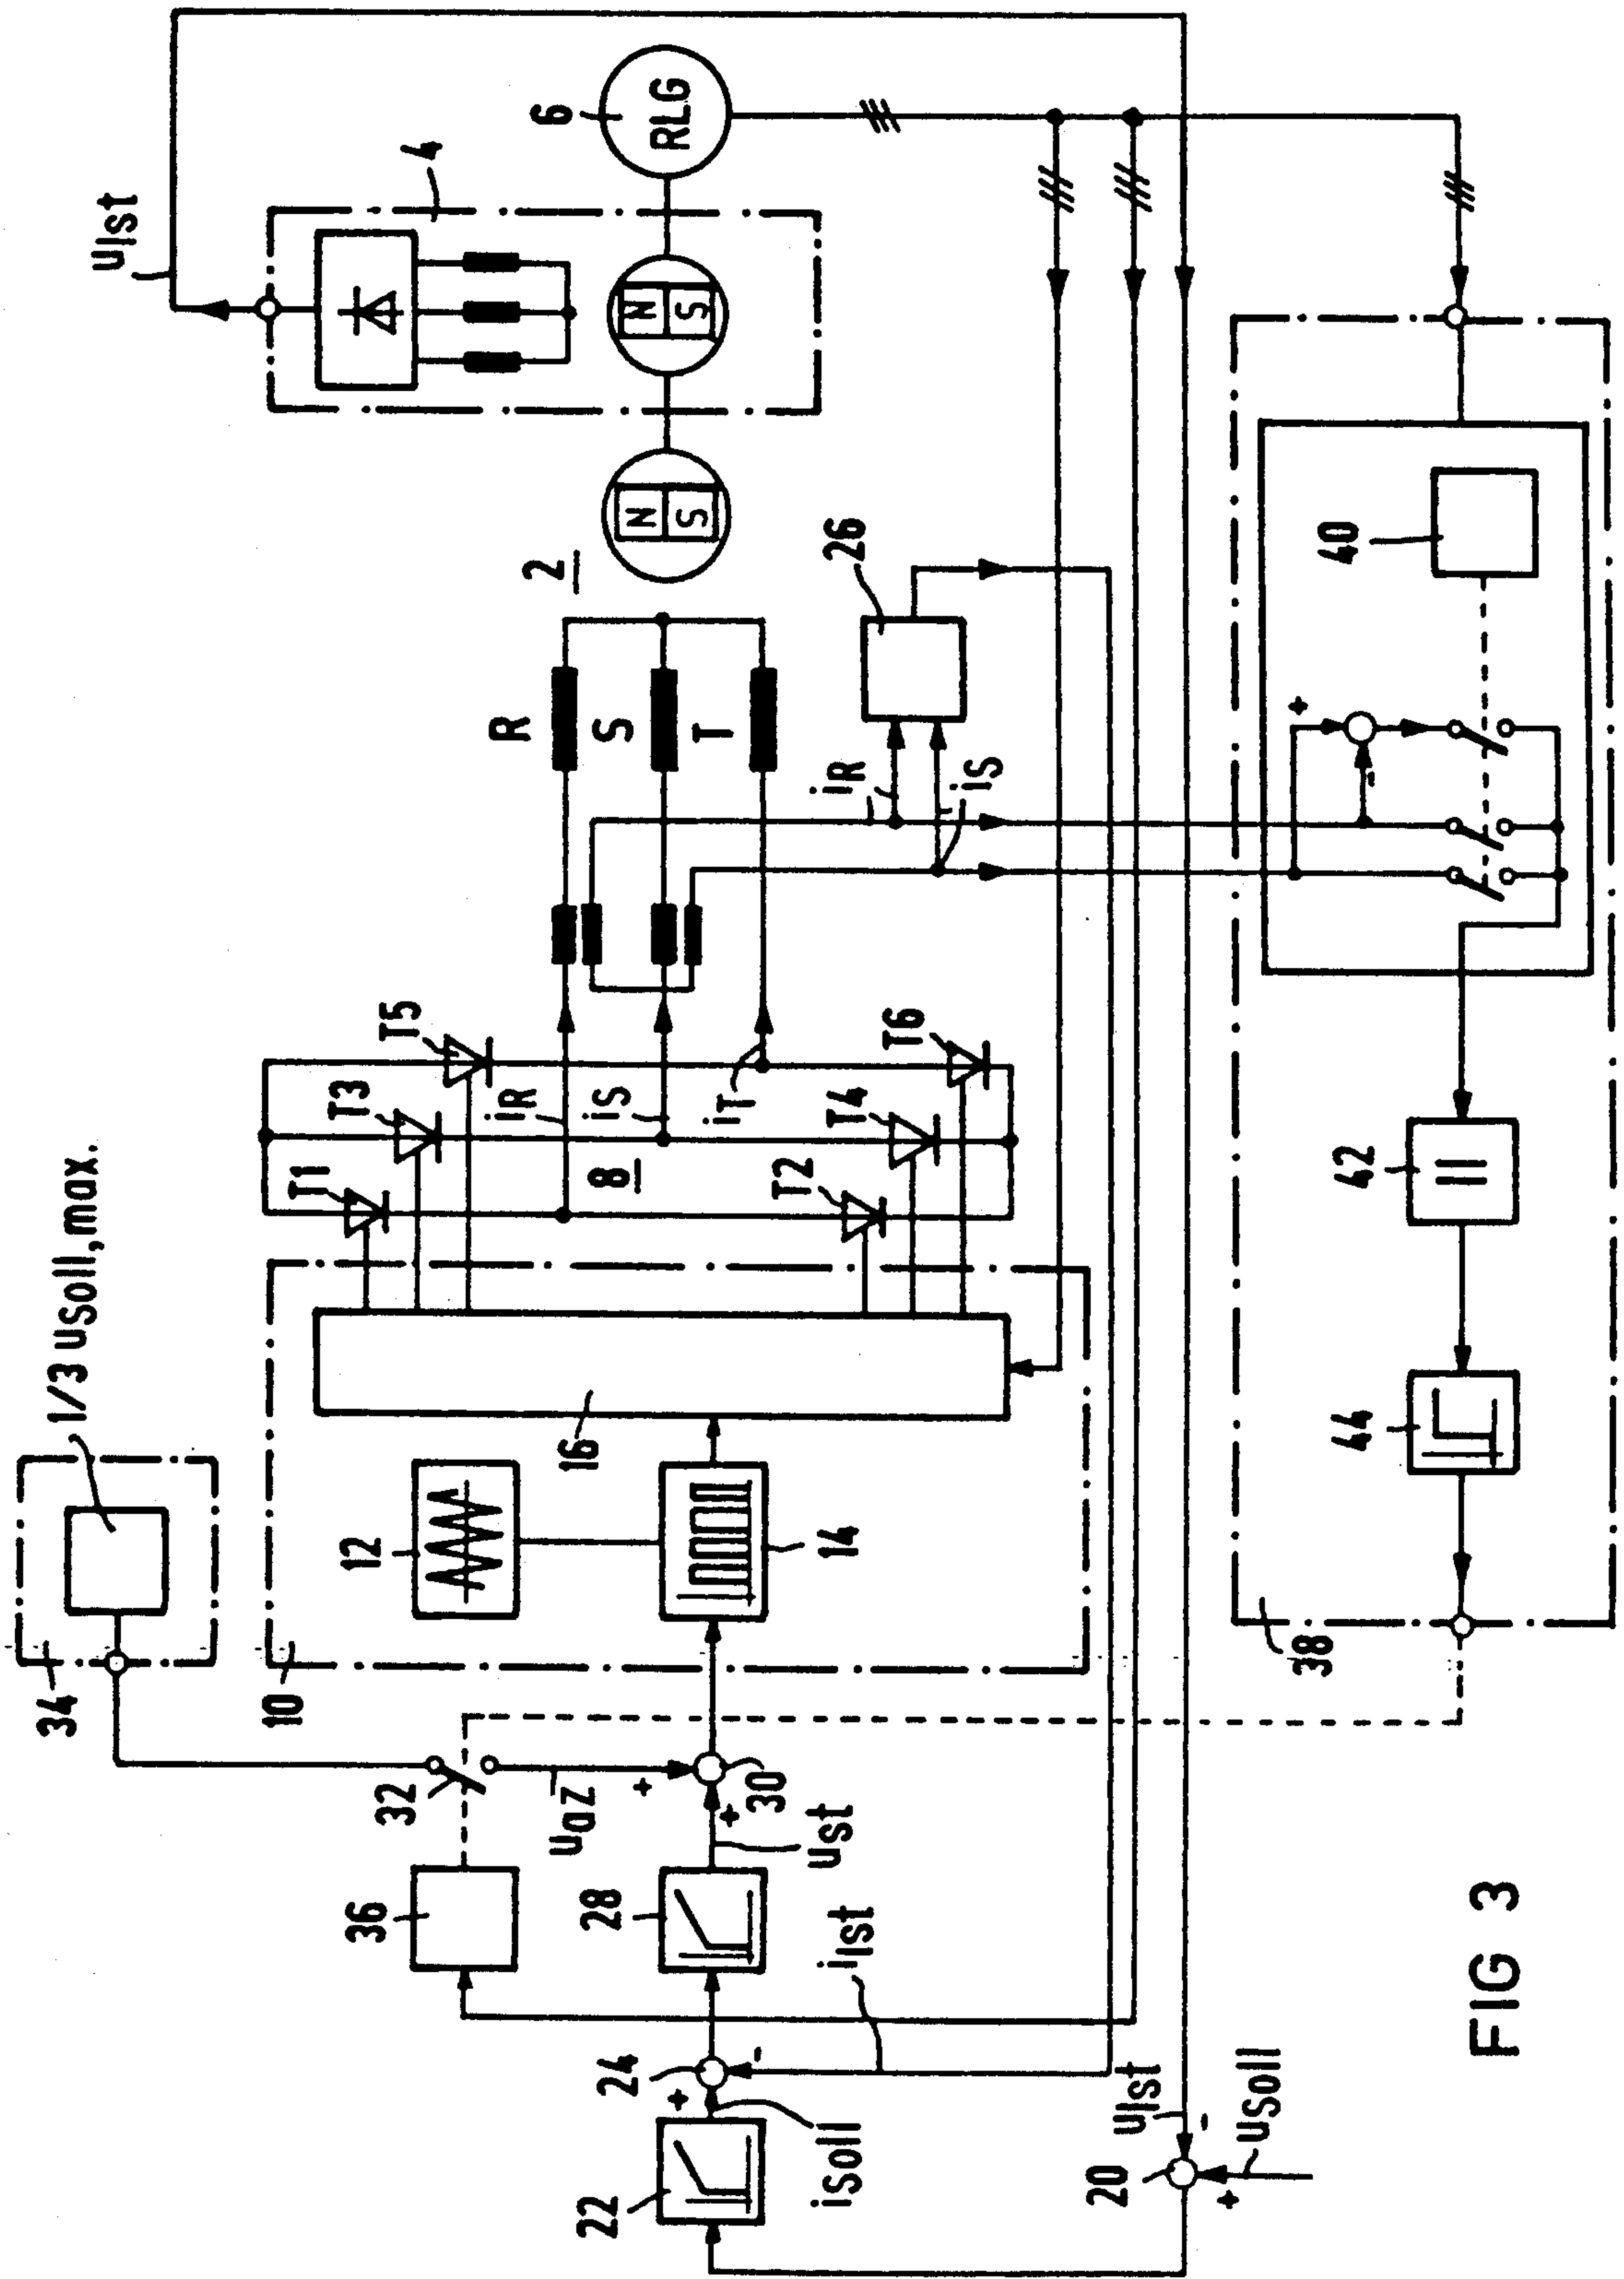 1/3 uSoll,max.
34
10
12
16
14
36
32
uaZ
30
28
ust
24
22
iSoll
iIst
uIst
20
uSoll
T1
T3
T5
8
iR
iS
iT
T2
T4
T6
R
S
T
2
N
S
N
S
4
uIst
6
RLG
26
iR
iS
40
42
44
38
+
-
+
+
+
-
-
+
-
+
FIG 3